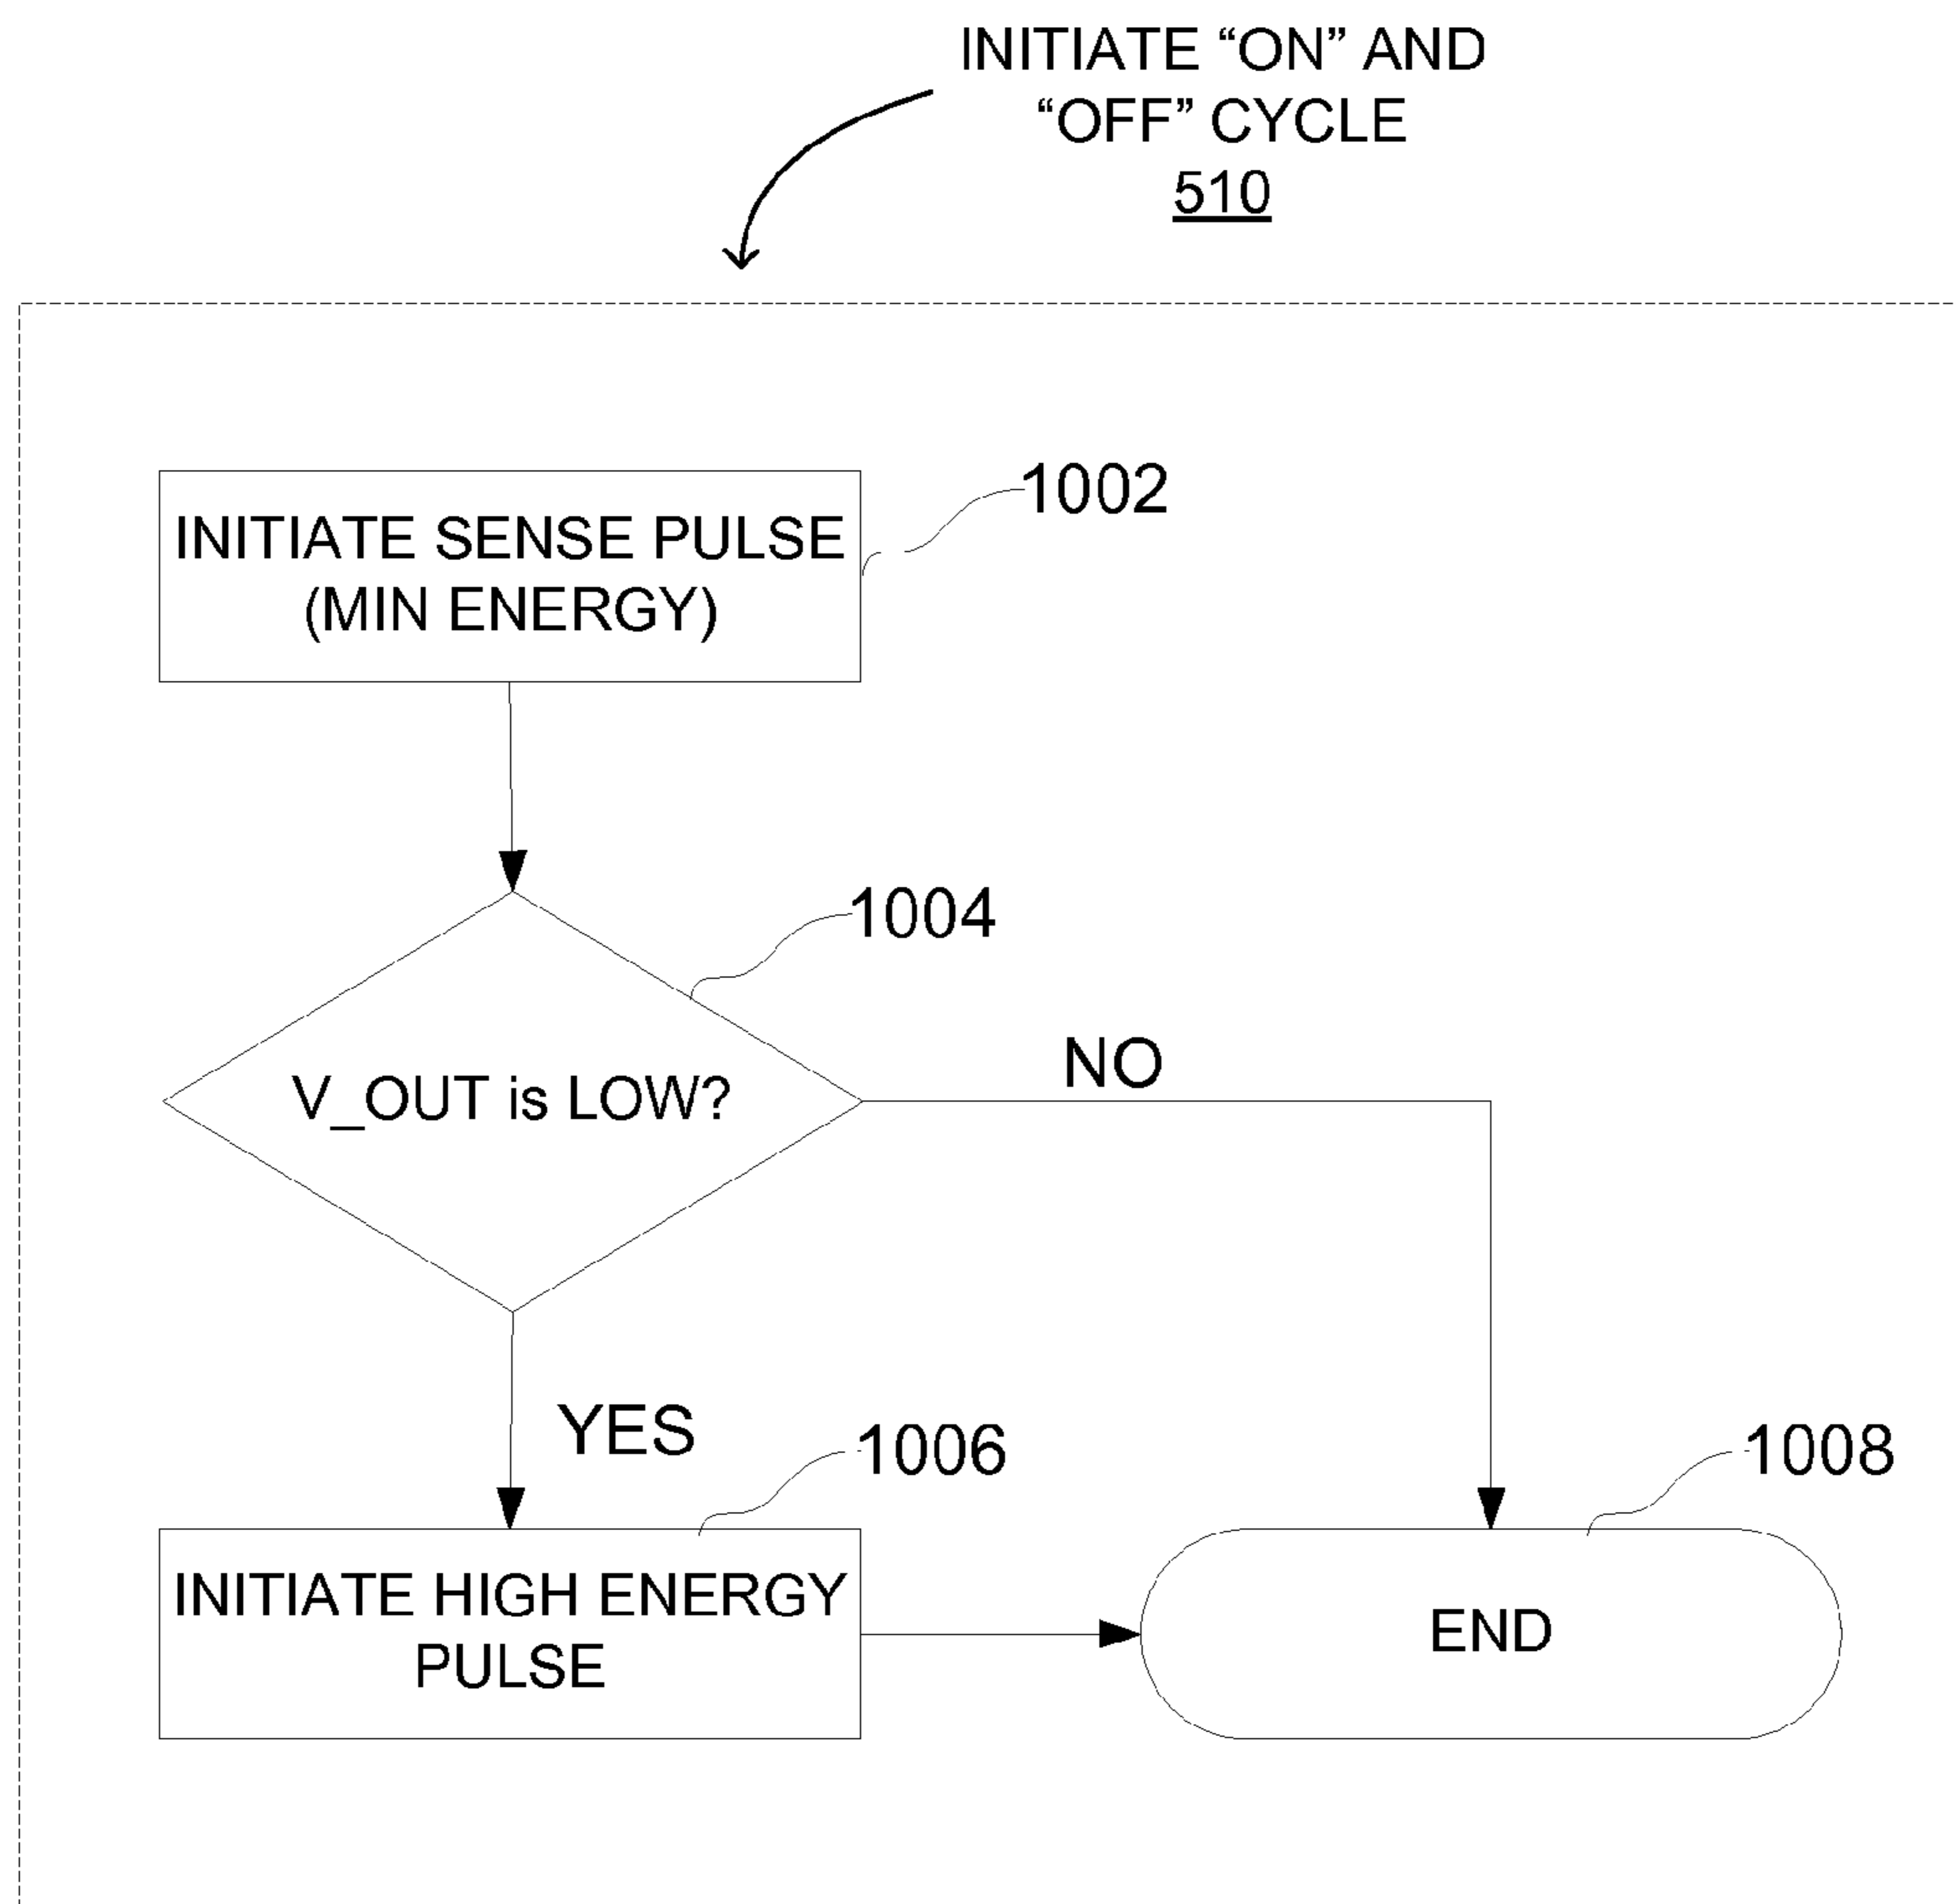 INITIATE “ON” AND
“OFF” CYCLE
510
1002
INITIATE SENSE PULSE
(MIN ENERGY)
1004
V_OUT is LOW?
NO
YES
1006
1008
INITIATE HIGH ENERGY
PULSE
END